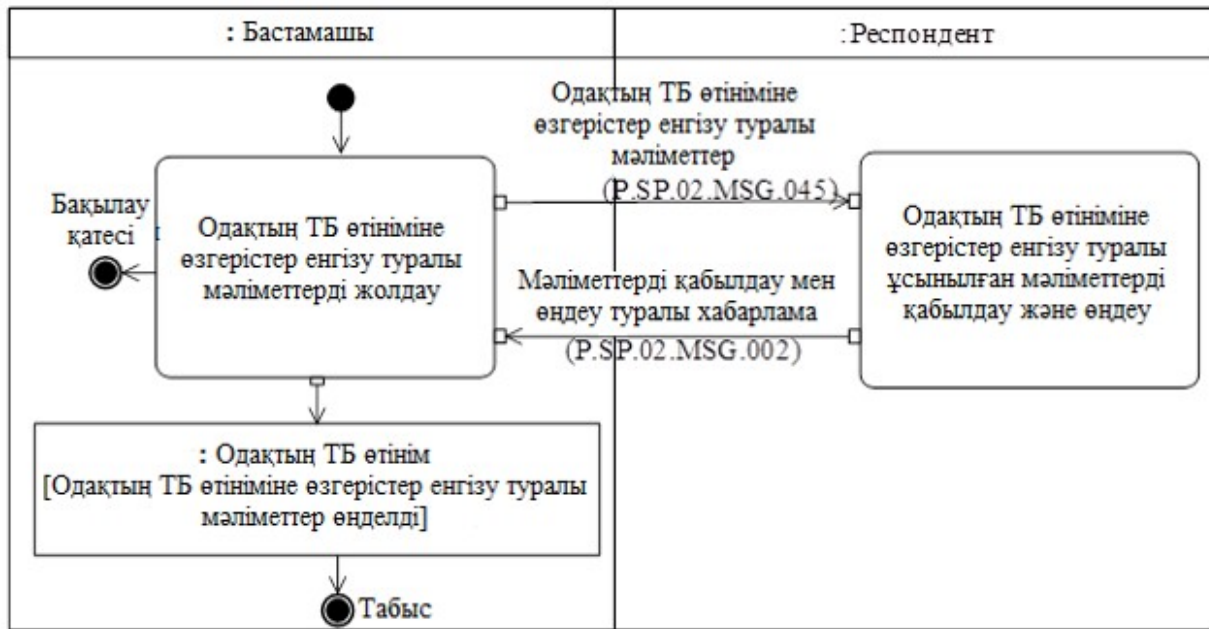 : Бастамашы
:Респондент
Одақтың ТБ өтініміне
өзгерістер енгізу туралы
мәліметтер
(P.SP.02.MSG.045)
Бақылау
қатесі
Одақтың ТБ өтініміне
өзгерістер енгізу туралы
мәліметтерді жолдау
Одақтың ТБ өтініміне
өзгерістер енгізу туралы
ұсынылған мәліметтерді
қабылдау және өңдеу
Мәліметтерді қабылдау мен
өңдеу туралы хабарлама
(P.SP.02.MSG.002)
: Одақтың ТБ өтінім
[Одақтың ТБ өтініміне өзгерістер енгізу туралы
мәліметтер өңделді]
Табыс